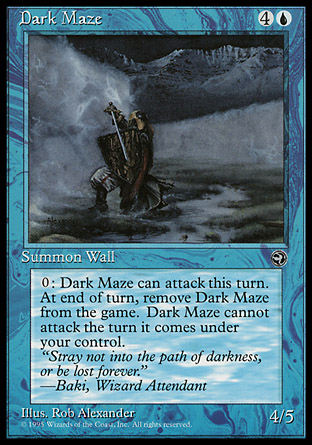 Dark Maze 4
Summon Wall
0: Dark Maze can attack this turn.
At end of turn, remove Dark Maze
from the game. Dark Maze cannot
attack the turn it comes under
your control.
“Stray not into the path of darkness,
or be lost forever.”
—Baki, Wizard Attendant
Illus. Rob Alexander
4/5
© 1995 Wizards of the Coast, Inc. All rights reserved.